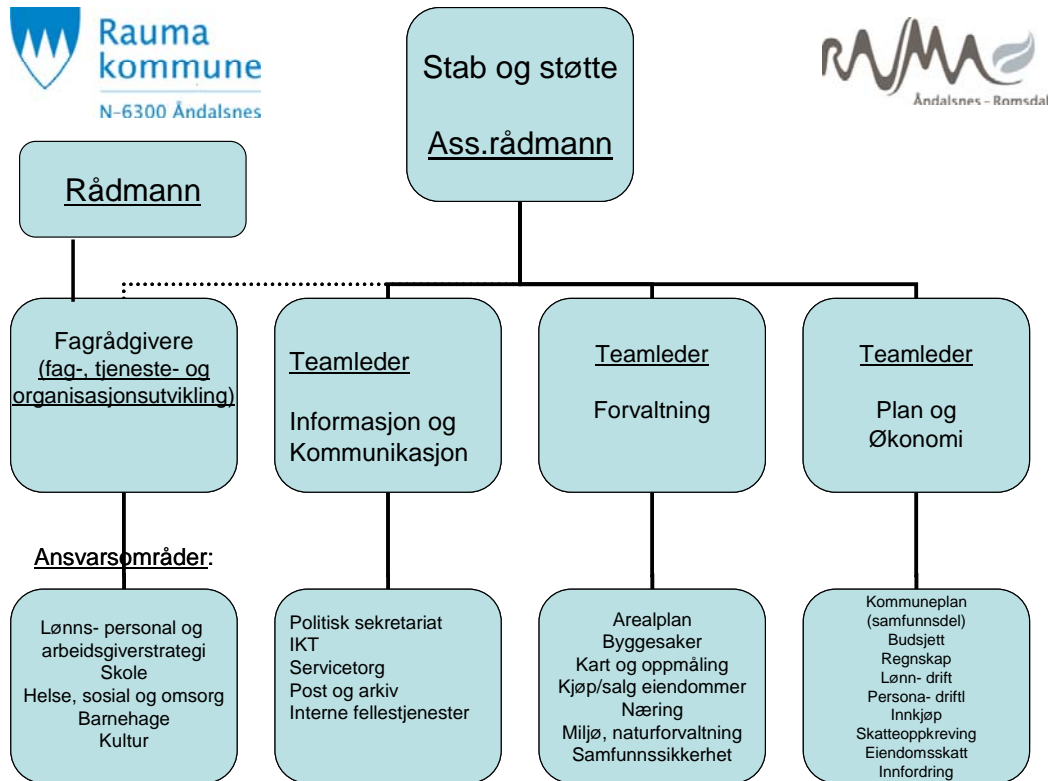 Rauma
kommune
N-6300 Åndalsnes
Stab og støtte
Ass.rådmann
RAUMA
Åndalsnes - Romsdal
Rådmann
Fagrådgivere
(fag-, tjeneste- og
organisasjonsutvikling)
Teamleder
Informasjon og
Kommunikasjon
Teamleder
Forvaltning
Teamleder
Plan og
Økonomi
Ansvarsområder:
Lønns- personal og
arbeidsgiverstrategi
Skole
Helse, sosial og omsorg
Barnehage
Kultur
Politisk sekretariat
IKT
Servicetorg
Post og arkiv
Interne fellestjenester
Arealplan
Byggesaker
Kart og oppmåling
Kjøp/salg eiendommer
Næring
Miljø, naturforvaltning
Samfunnssikkerhet
Kommuneplan
(samfunnsdel)
Budsjett
Regnskap
Lønn- drift
Persona- driftl
Innkjøp
Skatteoppkreving
Eiendomsskatt
Innfordring